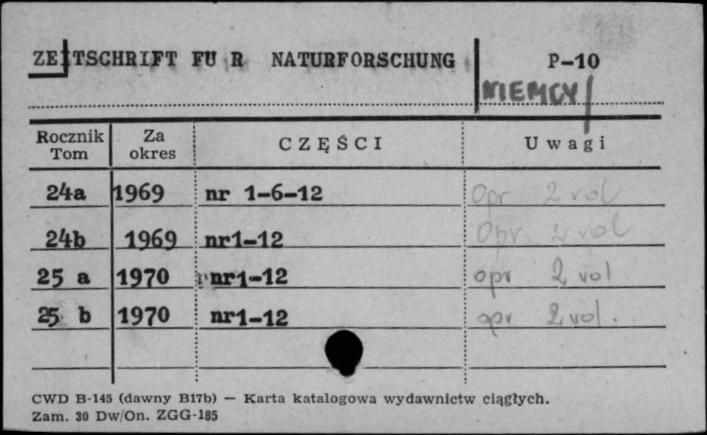 ZEITSCHRIFT FU R NATURFORSCHUNG P-10
NIEMCY
Rocznik Tom Za okres CZĘŚCI Uwagi
24a 1969 nr 1-6-12 Opr 2 vol
24b 1969 nr1-12 Opr 2 vol
25 a 1970 nr1-12 opr 2 vol
25 b 1970 nr1-12 opr 2 vol.
CWD B-145 (dawny B17b) — Karta katalogowa wydawnictw ciągłych.
Zam. 30 Dw/On. ZGG-185